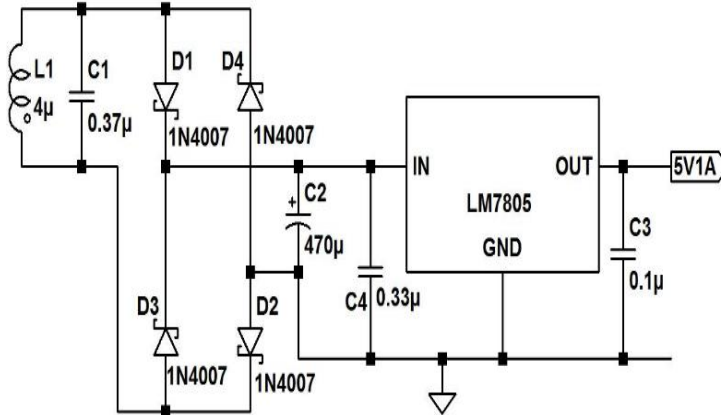 L1
4µ
C1
0.37µ
D1
1N4007
D4
1N4007
C2
+
470µ
C4
0.33µ
IN
OUT
LM7805
GND
5V1A
C3
0.1µ
D3
1N4007
D2
1N4007